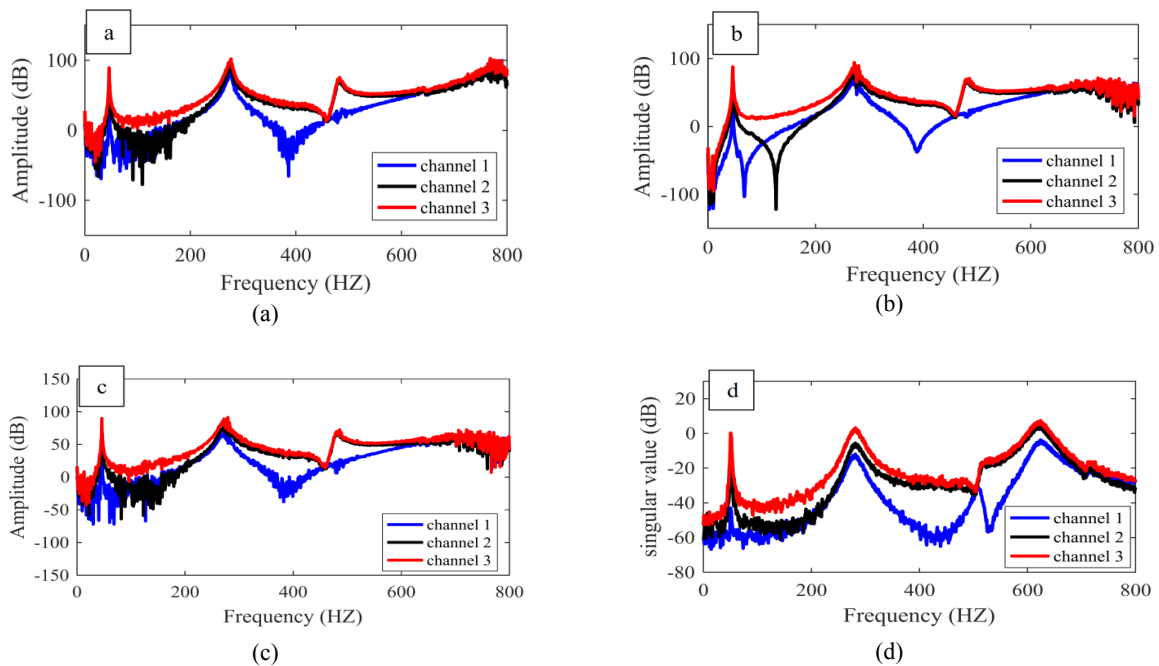 a
Amplitude (dB)
100
0
-100
0
200
400
600
800
Frequency (HZ)
channel 1
channel 2
channel 3
(a)
b
Amplitude (dB)
100
0
-100
0
200
400
600
800
Frequency (HZ)
channel 1
channel 2
channel 3
(b)
c
Amplitude (dB)
150
100
50
0
-50
-100
-150
0
200
400
600
800
Frequency (HZ)
channel 1
channel 2
channel 3
(c)
d
singular value (dB)
20
0
-20
-40
-60
-80
0
200
400
600
800
Frequency (HZ)
channel 1
channel 2
channel 3
(d)